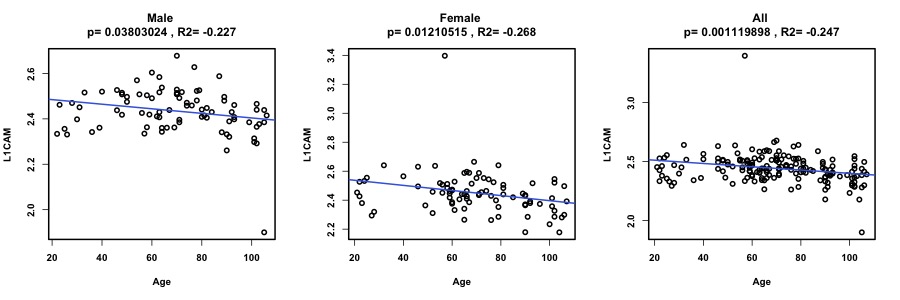 Male
p= 0.03803024 , R2= -0.227
L1CAM
2.6
2.4
2.2
2.0
20 40 60 80 100
Age
Female
p= 0.01210515 , R2= -0.268
L1CAM
3.4
3.2
3.0
2.8
2.6
2.4
2.2
20 40 60 80 100
Age
All
p= 0.001119898 , R2= -0.247
L1CAM
3.0
2.5
2.0
20 40 60 80 100
Age